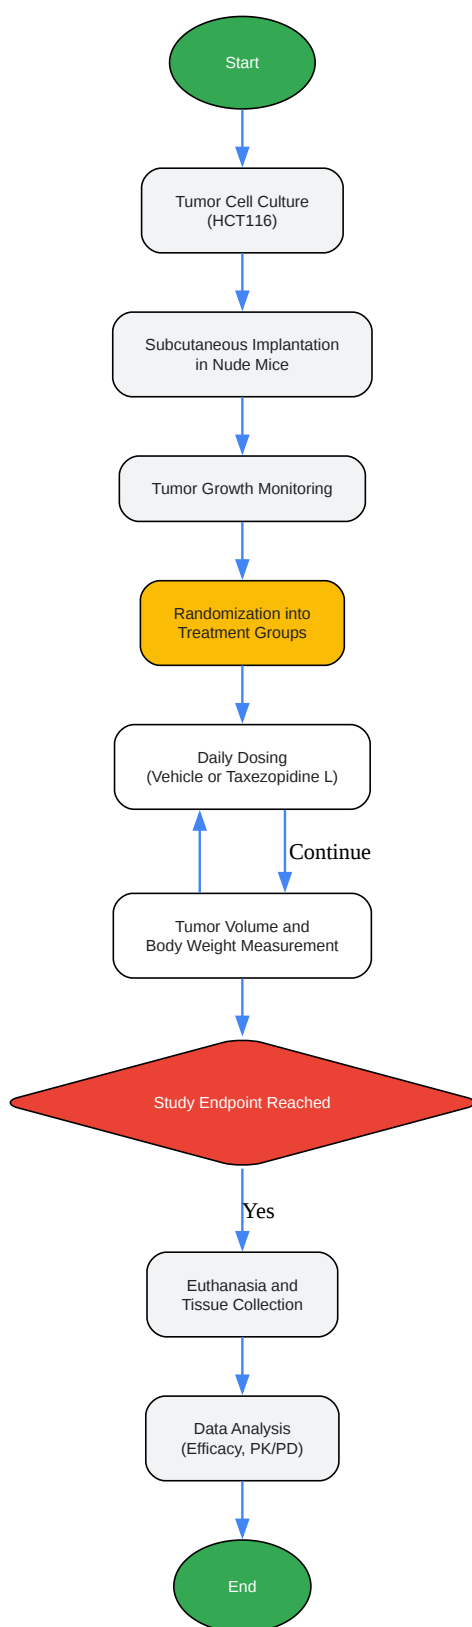 Start
Tumor Cell Culture
(HCT116)
Subcutaneous Implantation
in Nude Mice
Tumor Growth Monitoring
Randomization into
Treatment Groups
Daily Dosing
(Vehicle or Taxezopidine L)
Continue
Tumor Volume and
Body Weight Measurement
Study Endpoint Reached
Yes
Euthanasia and
Tissue Collection
Data Analysis
(Efficacy, PK/PD)
End